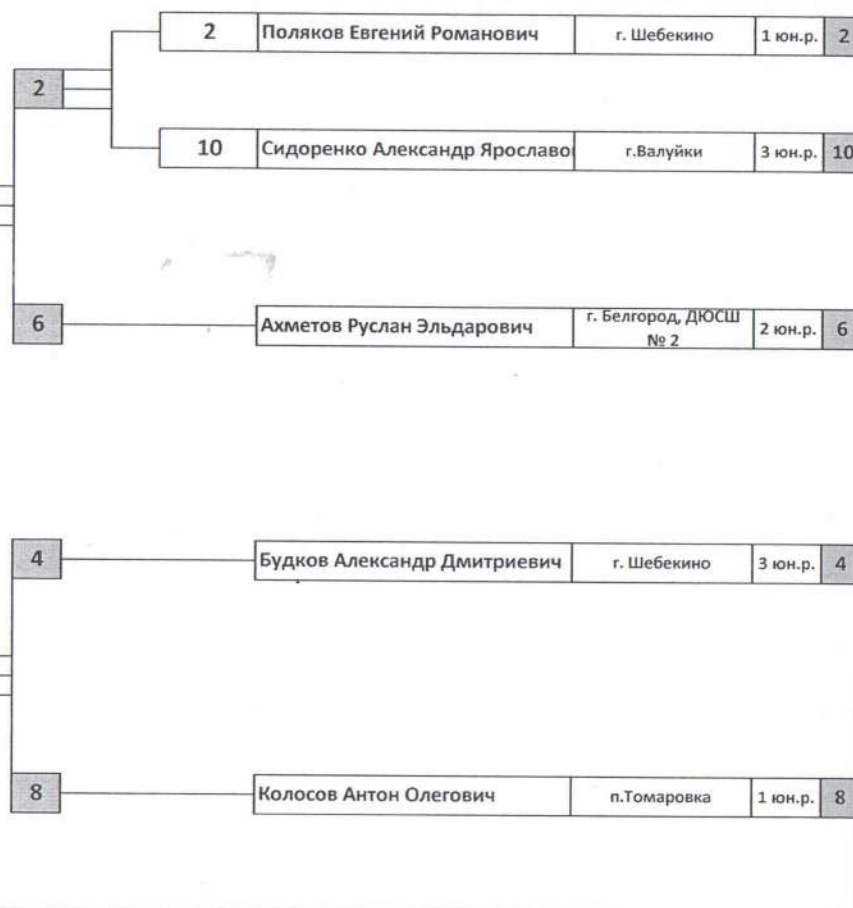 2 Поляков Евгений Романович г. Шебекино 1 юн.р. 2
2
10 Сидоренко Александр Ярославо г.Валуйки 3 юн.р. 10
6 Ахметов Руслан Эльдарович г. Белгород, ДЮСШ № 2 2 юн.р. 6
4 Будков Александр Дмитриевич г. Шебекино 3 юн.р. 4
8 Колосов Антон Олегович п.Томаровка 1 юн.р. 8